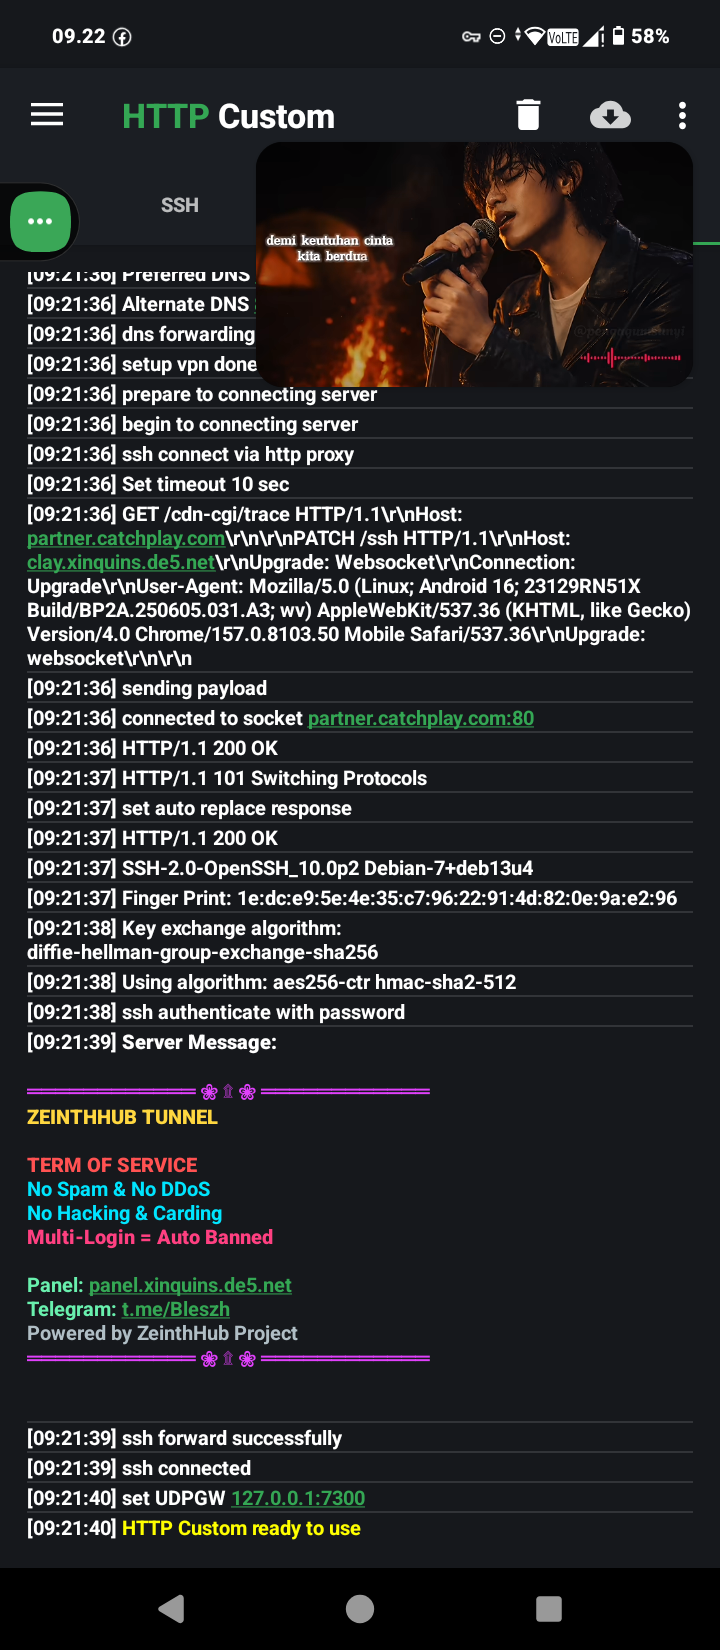 09.22
VoLTE
58%
HTTP Custom
SSH
demi keutuhan cinta
kita berdua
[09:21:36] Preferred DNS
[09:21:36] Alternate DNS
[09:21:36] dns forwarding
[09:21:36] setup vpn done
[09:21:36] prepare to connecting server
[09:21:36] begin to connecting server
[09:21:36] ssh connect via http proxy
[09:21:36] Set timeout 10 sec
[09:21:36] GET /cdn-cgi/trace HTTP/1.1\r\nHost:
partner.catchplay.com\r\n\r\nPATCH /ssh HTTP/1.1\r\nHost:
clay.xinquins.de5.net\r\nUpgrade: Websocket\r\nConnection:
Upgrade\r\nUser-Agent: Mozilla/5.0 (Linux; Android 16; 23129RN51X
Build/BP2A.250605.031.A3; wv) AppleWebKit/537.36 (KHTML, like Gecko)
Version/4.0 Chrome/157.0.8103.50 Mobile Safari/537.36\r\nUpgrade:
websocket\r\n\r\n
[09:21:36] sending payload
[09:21:36] connected to socket partner.catchplay.com:80
[09:21:36] HTTP/1.1 200 OK
[09:21:37] HTTP/1.1 101 Switching Protocols
[09:21:37] set auto replace response
[09:21:37] HTTP/1.1 200 OK
[09:21:37] SSH-2.0-OpenSSH_10.0p2 Debian-7+deb13u4
[09:21:37] Finger Print: 1e:dc:e9:5e:4e:35:c7:96:22:91:4d:82:0e:9a:e2:96
[09:21:38] Key exchange algorithm:
diffie-hellman-group-exchange-sha256
[09:21:38] Using algorithm: aes256-ctr hmac-sha2-512
[09:21:38] ssh authenticate with password
[09:21:39] Server Message:
ZEINTHHUB TUNNEL
TERM OF SERVICE
No Spam & No DDoS
No Hacking & Carding
Multi-Login = Auto Banned
Panel: panel.xinquins.de5.net
Telegram: t.me/Bleszh
Powered by ZeinthHub Project
[09:21:39] ssh forward successfully
[09:21:39] ssh connected
[09:21:40] set UDPGW 127.0.0.1:7300
[09:21:40] HTTP Custom ready to use